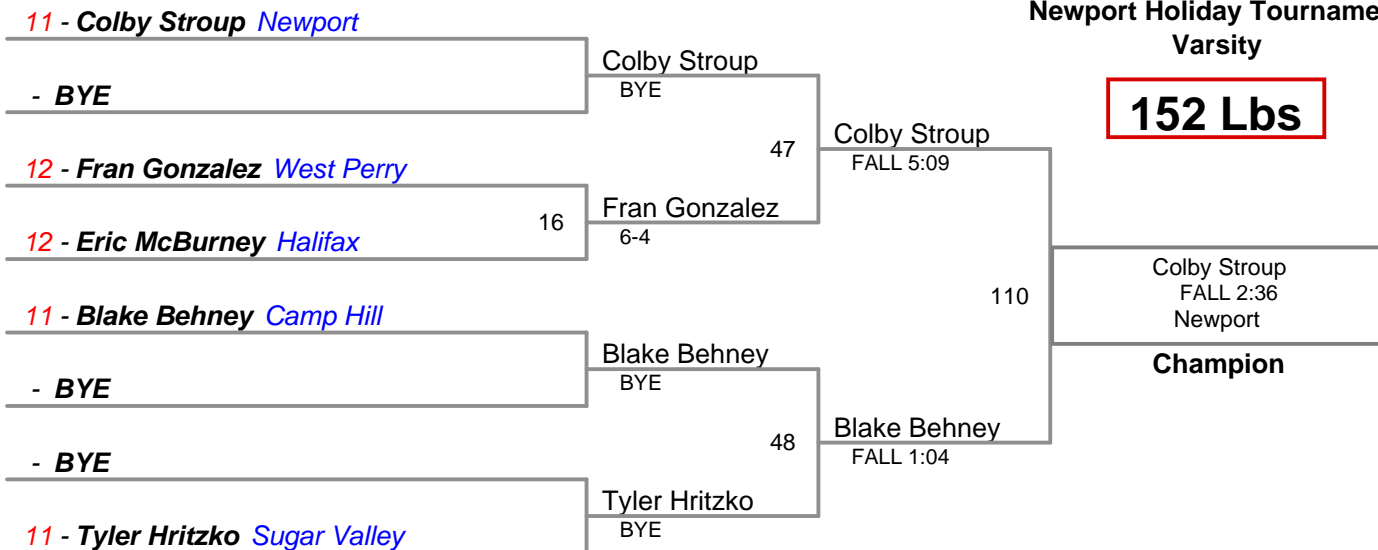 Newport Holiday Tourname
Varsity
152 Lbs
11 - Colby Stroup Newport
- BYE
12 - Fran Gonzalez West Perry
12 - Eric McBurney Halifax
11 - Blake Behney Camp Hill
- BYE
- BYE
11 - Tyler Hritzko Sugar Valley
Colby Stroup
BYE
16
Fran Gonzalez
6-4
Blake Behney
BYE
Tyler Hritzko
BYE
47
Colby Stroup
FALL 5:09
48
Blake Behney
FALL 1:04
110
Colby Stroup
FALL 2:36
Newport
Champion